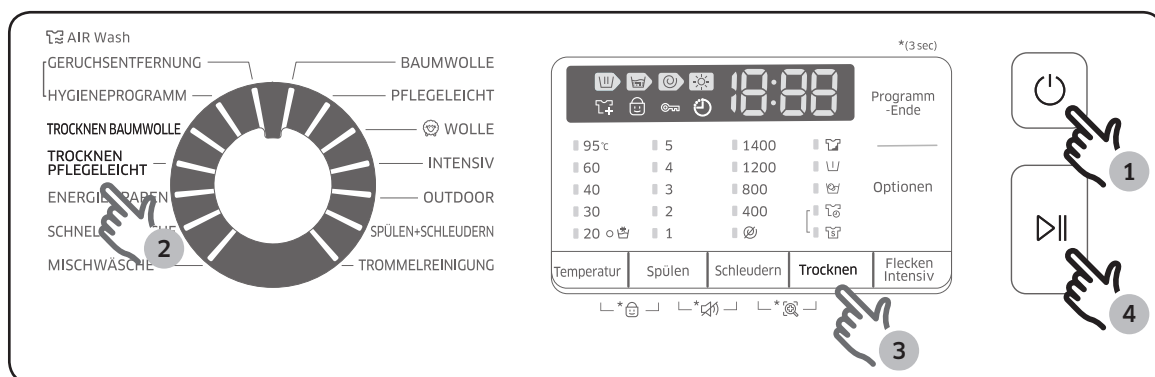 AIR Wash
GERUCHSENTFERNUNG
HYGIENEPROGRAMM
TROCKNEN BAUMWOLLE
TROCKNEN
PFLEGELEICHT
MISCHWÄSCHE
BAUMWOLLE
PFLEGELEICHT
WOLLE
INTENSIV
OUTDOOR
SPÜLEN+SCHLEUDERN
TROMMELREINIGUNG
2
*(3 sec)
18:88
Programm
-Ende
95℃ 5 1400
60 4 1200
40 3 800
30 2 400
20 1
Optionen
Temperatur Spülen Schleudern Trocknen Flecken
Intensiv
* * *
3
1
4